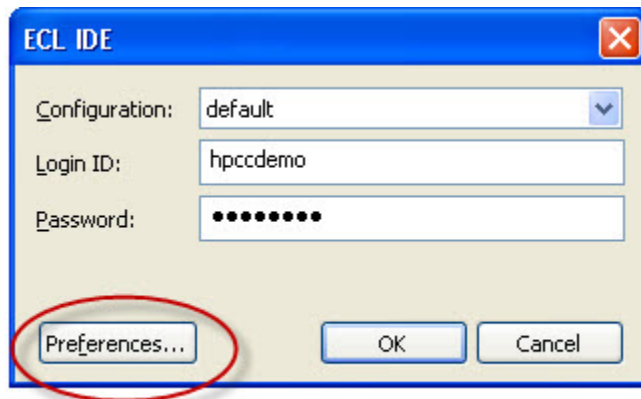 ECL IDE
Configuration: default
Login ID: hpccdemo
Password: ●●●●●●●●
Preferences... OK Cancel